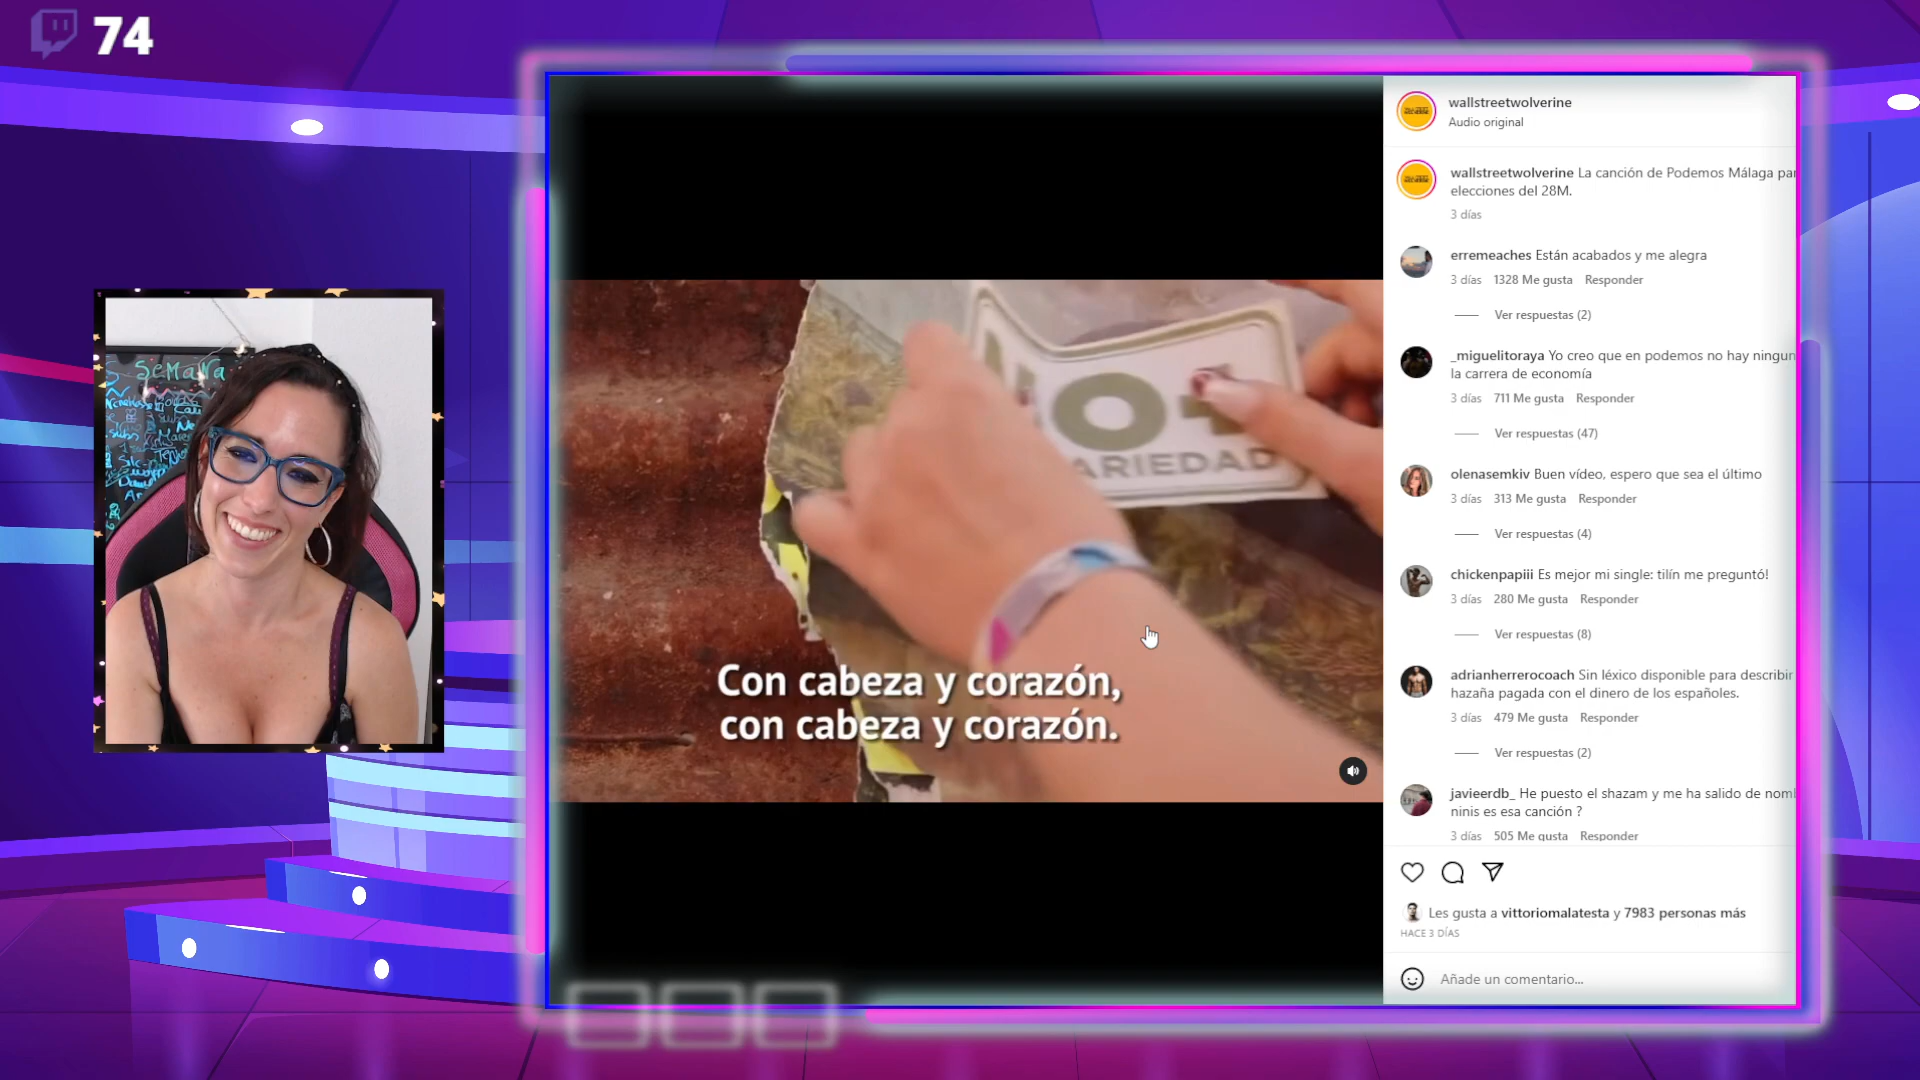 74
SeMaNa
wallstreetwolverine
Audio original
wallstreetwolverine La canción de Podemos Málaga
elecciones del 28M.
3 días
erremeaches Están acabados y me alegra
3 días 1328 Me gusta Responder
Ver respuestas (2)
_miguelitoraya Yo creo que en podemos no hay
la carrera de economía
3 días 711 Me gusta Responder
Ver respuestas (47)
olenasemkiv Buen vídeo, espero que sea el último
3 días 313 Me gusta Responder
Ver respuestas (4)
chickenpapiii Es mejor mi single: tilín me preguntó!
3 días 280 Me gusta Responder
Ver respuestas (8)
adrianherrerocoach Sin léxico disponible para describir
hazaña pagada con el dinero de los españoles.
3 días 479 Me gusta Responder
Ver respuestas (2)
javieerdb_ He puesto el shazam y me ha salido de
ninis es esa canción ?
3 días 505 Me gusta Responder
Les gusta a vittoriomalatesta y 7983 personas más
HACE 3 DÍAS
Añade un comentario...
ARIEDAD
Con cabeza y corazón,
con cabeza y corazón.